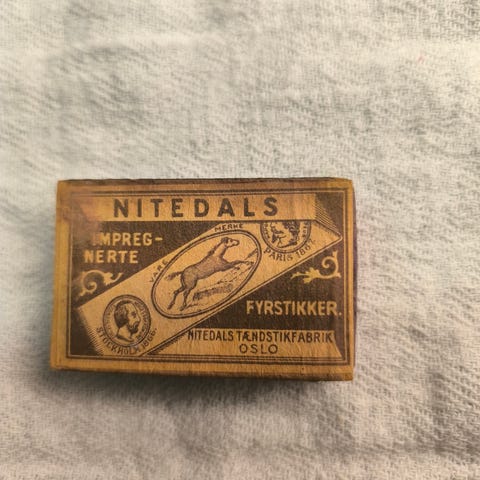 NITEDALS
IMPREG-
NERTE
VARE MERKE
PARIS 1867
STOCKHOLM 1866
FYRSTIKKER.
NITEDALS TÆNDSTIKFABRIK
OSLO